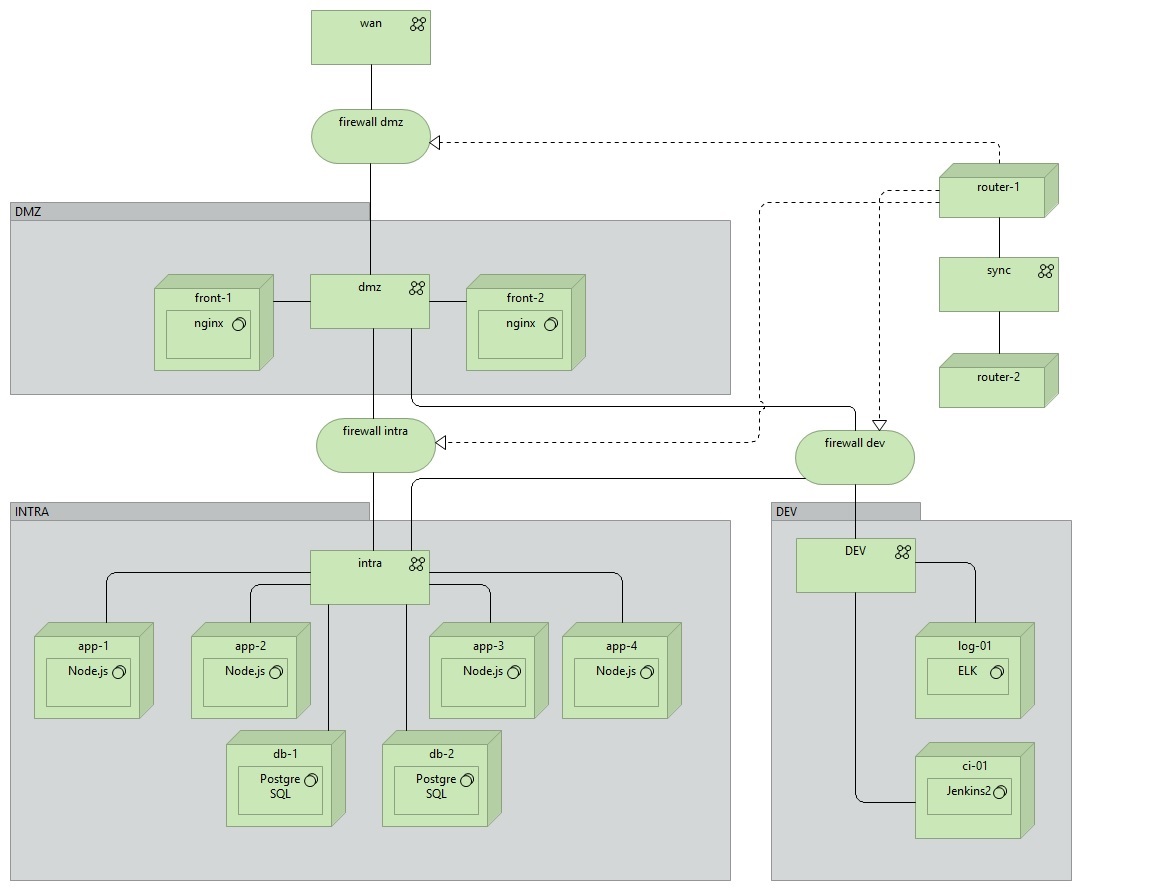 wan
firewall dmz
router-1
DMZ
sync
dmz
front-1
nginx
front-2
nginx
router-2
firewall intra
firewall dev
INTRA
DEV
intra
DEV
app-1
Node.js
app-2
Node.js
app-3
Node.js
app-4
Node.js
log-01
ELK
db-1
Postgre
SQL
db-2
Postgre
SQL
ci-01
Jenkins2